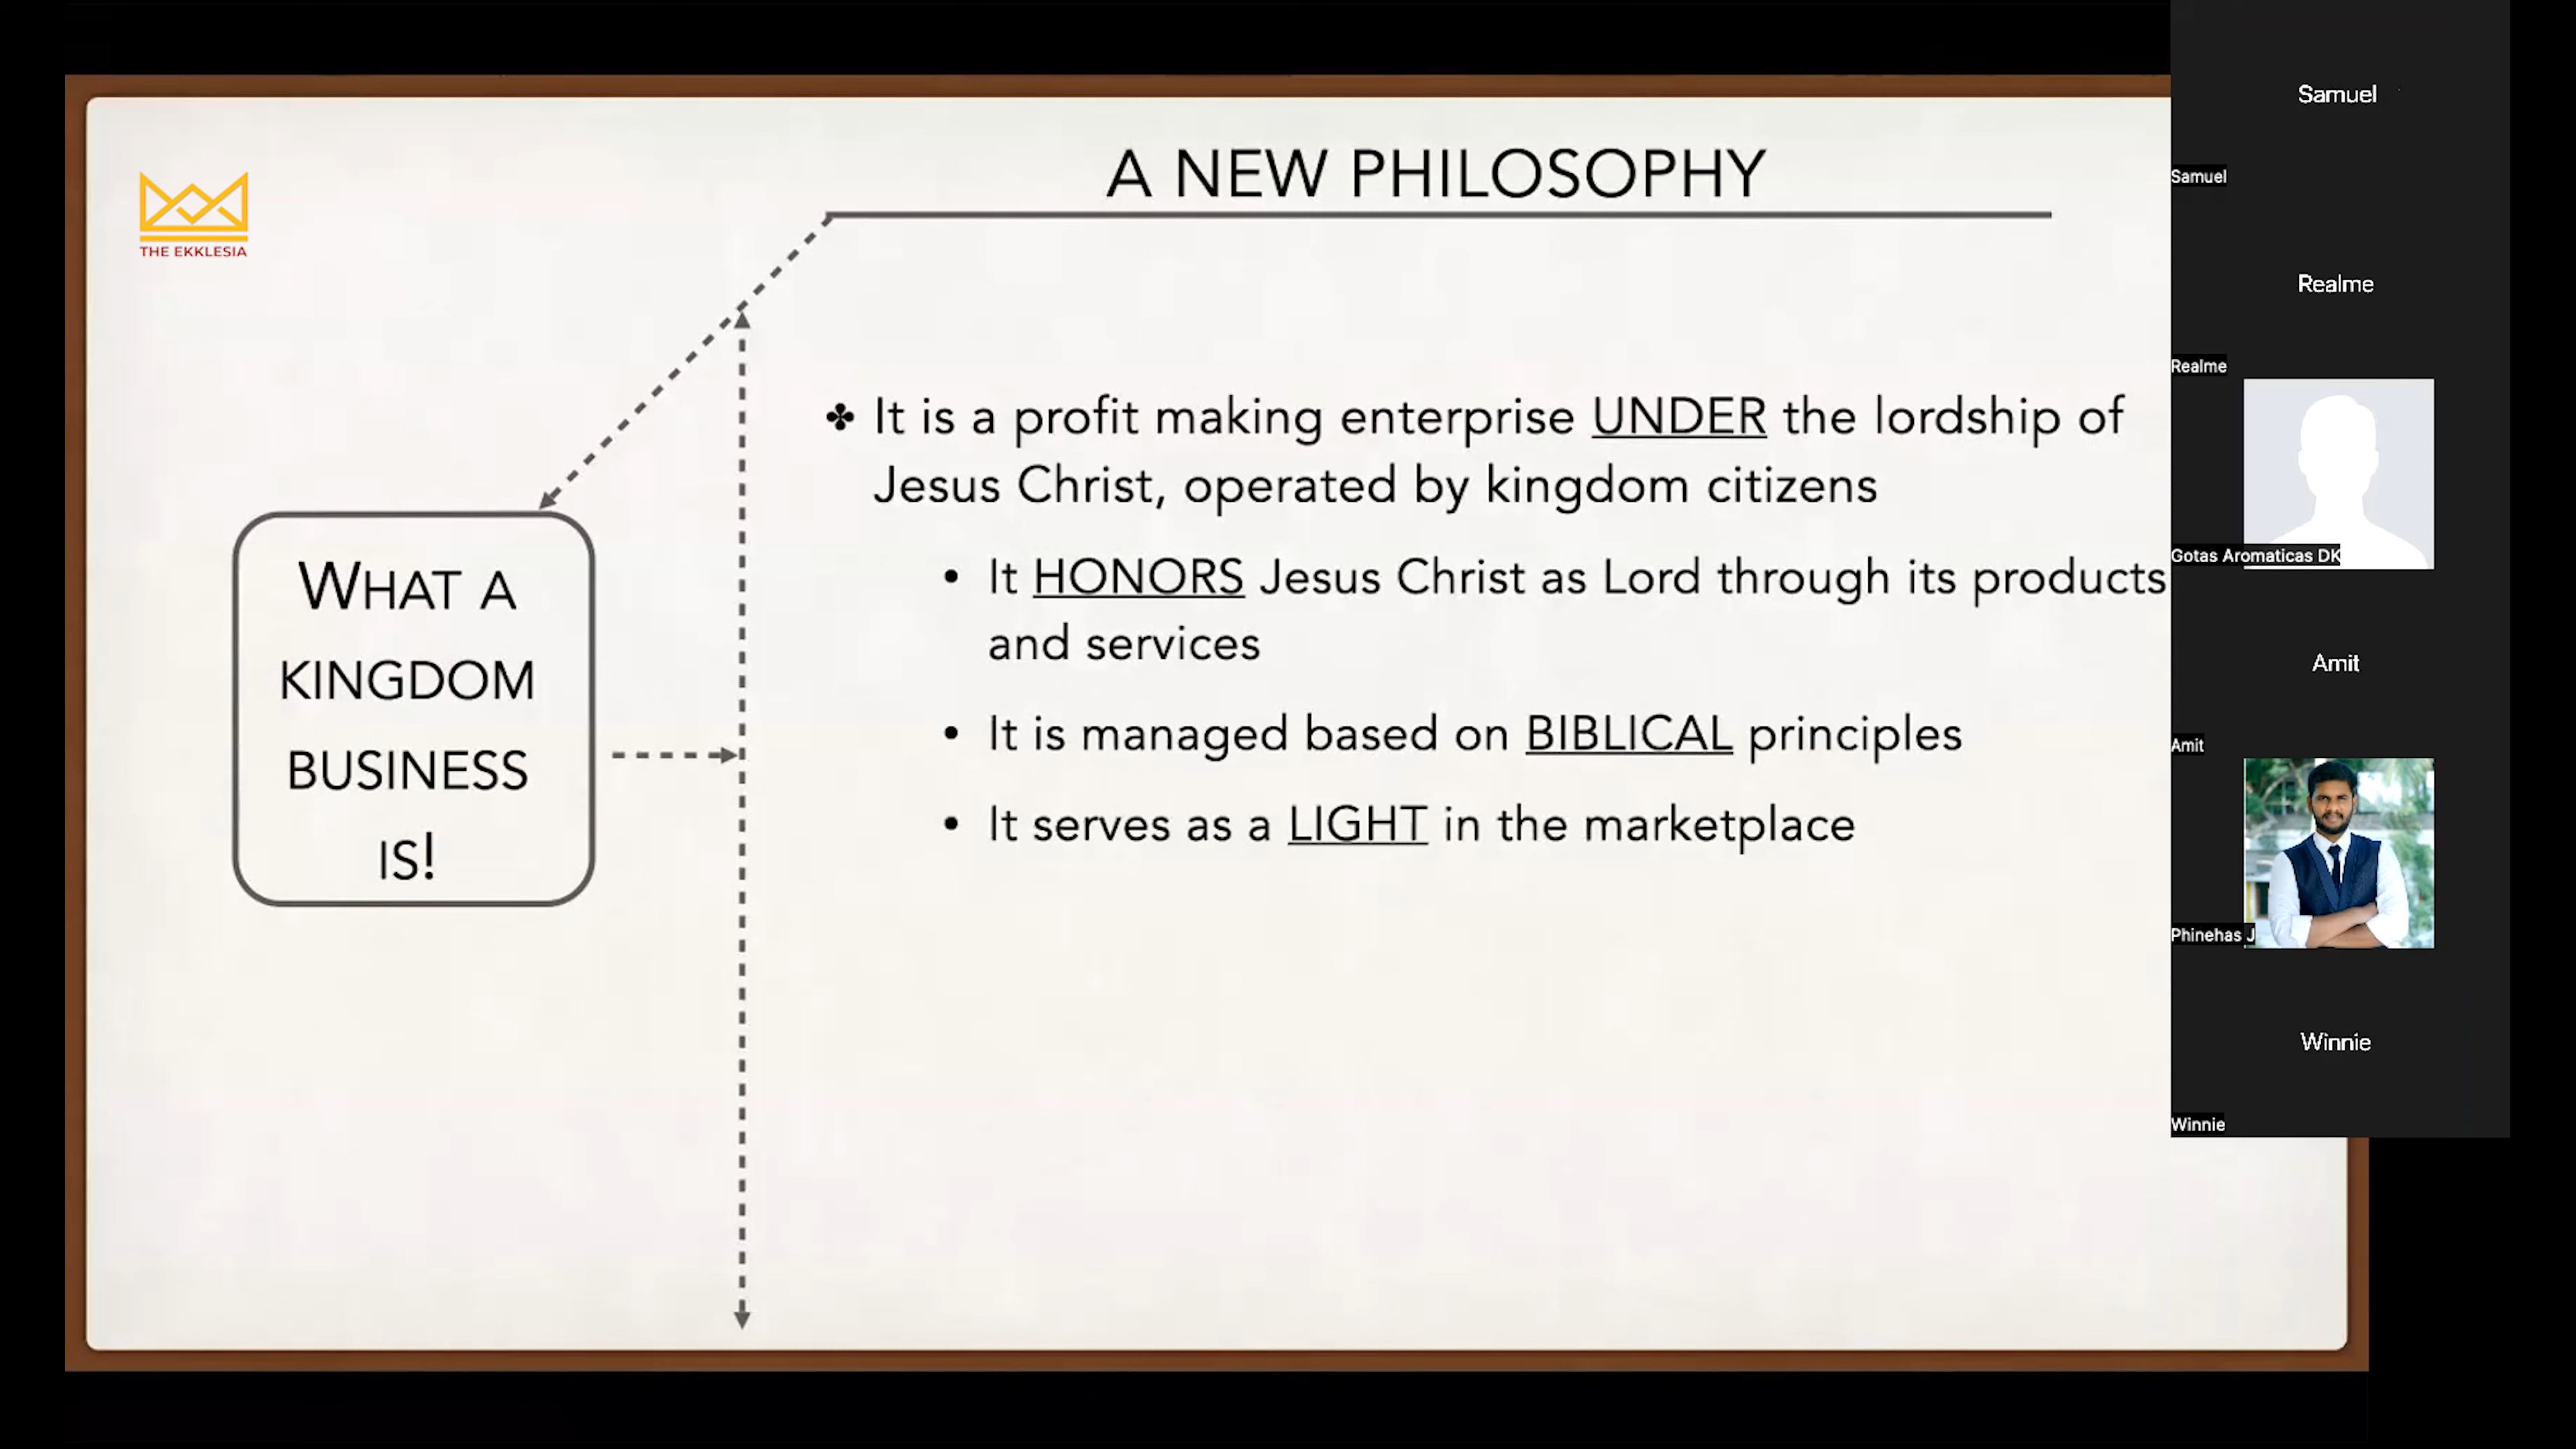 THE EKKLESIA
A NEW PHILOSOPHY
WHAT A
KINGDOM
BUSINESS
IS!
✤ It is a profit making enterprise UNDER the lordship of
Jesus Christ, operated by kingdom citizens
• It HONORS Jesus Christ as Lord through its products
and services
• It is managed based on BIBLICAL principles
• It serves as a LIGHT in the marketplace
Samuel
Samuel
Realme
Realme
Gotas Aromaticas DK
Amit
Amit
Phinehas J
Winnie
Winnie